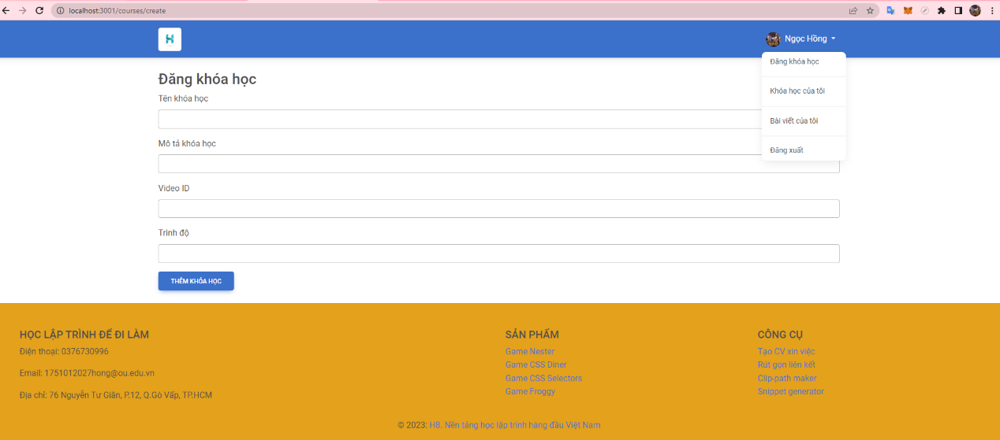 localhost:3001/courses/create
H
Ngọc Hồng
Đăng khóa học
Khóa học của tôi
Bài viết của tôi
Đăng xuất
Đăng khóa học
Tên khóa học
Mô tả khóa học
Video ID
Trình độ
THÊM KHÓA HỌC
HỌC LẬP TRÌNH ĐỂ ĐI LÀM
Điện thoại: 0376730996
Email: 1751012027hong@ou.edu.vn
Địa chỉ: 76 Nguyễn Tư Giãn, P.12, Q.Gò Vấp, TP.HCM
SẢN PHẨM
Game Nester
Game CSS Diner
Game CSS Selectors
Game Froggy
CÔNG CỤ
Tạo CV xin việc
Rút gọn liên kết
Clip-path maker
Snippet generator
© 2023: H8. Nền tảng học lập trình hàng đầu Việt Nam